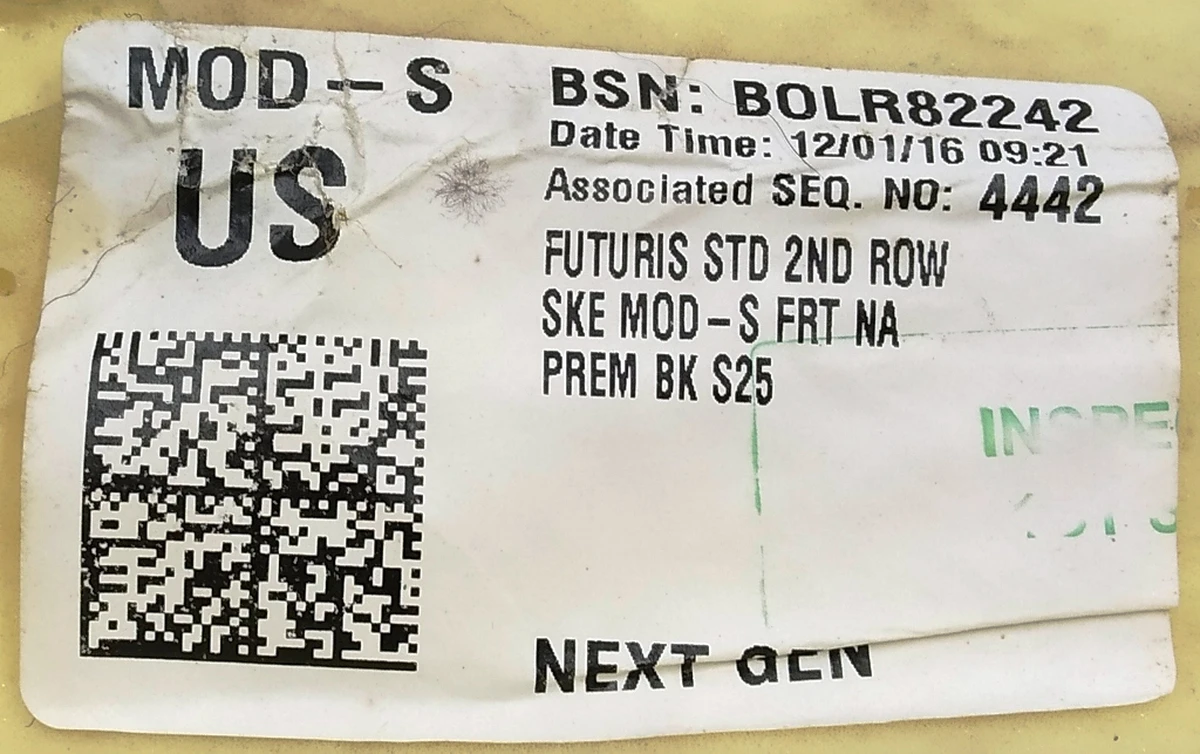 MOD-S
US
BSN: BOLR82242
Date Time: 12/01/16 09:21
Associated SEQ. NO: 4442
FUTURIS STD 2ND ROW
SKE MOD-S FRT NA
PREM BK S25
NEXT GEN